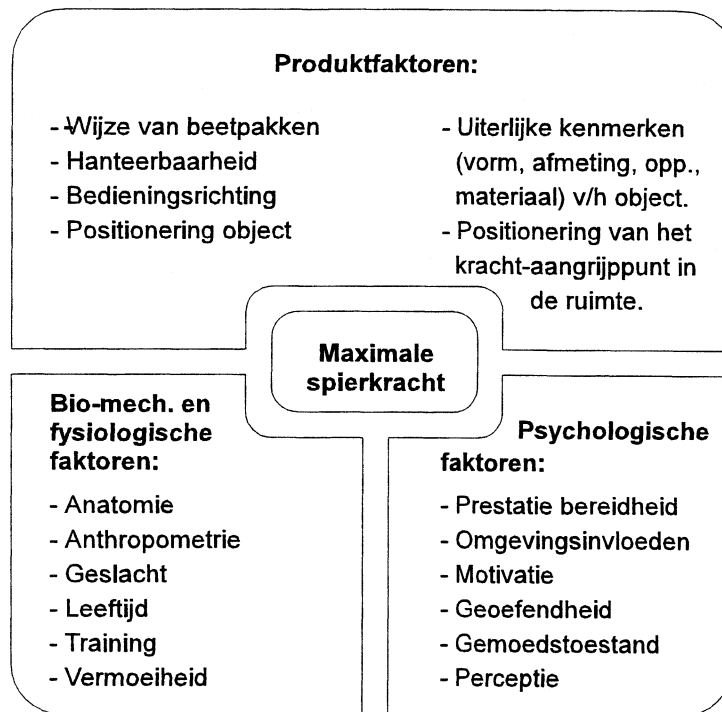 Produktfaktoren:
- Wijze van beetpakken
- Hanteerbaarheid
- Bedieningsrichting
- Positionering object
- Uiterlijke kenmerken
(vorm, afmeting, opp.,
materiaal) v/h object.
- Positionering van het
kracht-aangrijppunt in
de ruimte.
Maximale
spierkracht
Bio-mech. en
fysiologische
faktoren:
- Anatomie
- Anthropometrie
- Geslacht
- Leeftijd
- Training
- Vermoeiheid
Psychologische
faktoren:
- Prestatie bereidheid
- Omgevingsinvloeden
- Motivatie
- Geoefendheid
- Gemoedstoestand
- Perceptie